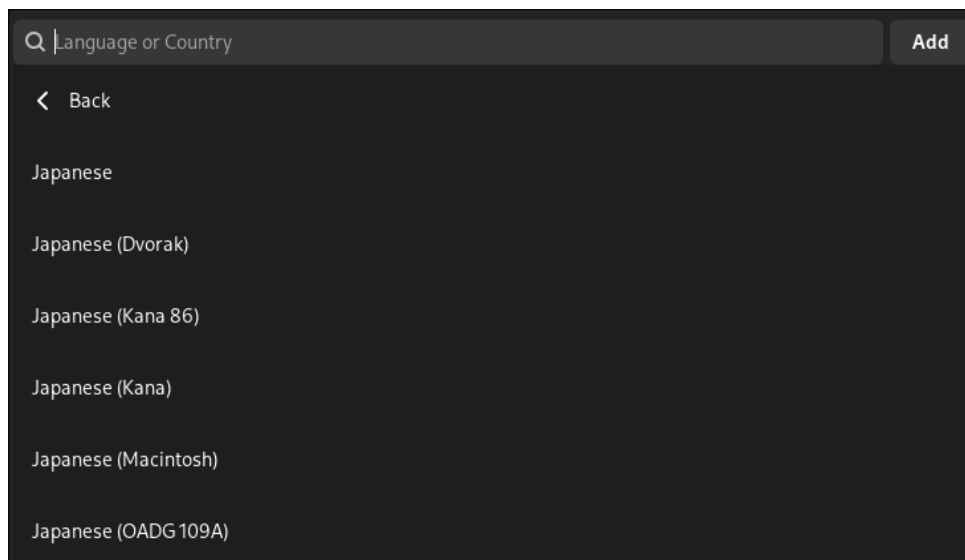 Language or Country
Add
Back
Japanese
Japanese (Dvorak)
Japanese (Kana 86)
Japanese (Kana)
Japanese (Macintosh)
Japanese (OADG 109A)